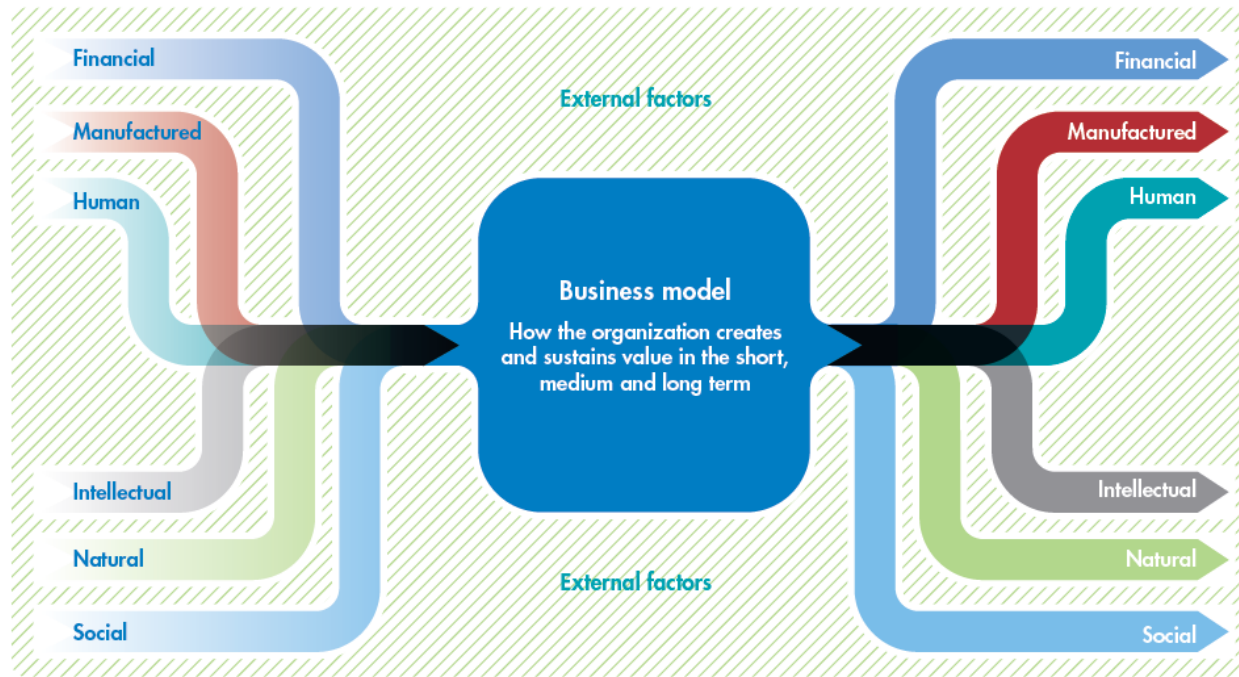 Financial
Manufactured
Human
Intellectual
Natural
Social
External factors
Business model
How the organization creates
and sustains value in the short,
medium and long term
External factors
Financial
Manufactured
Human
Intellectual
Natural
Social